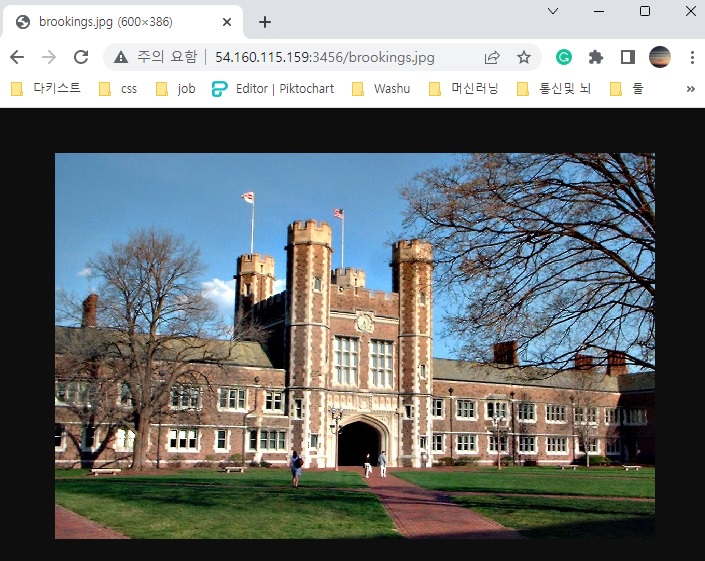 brookings.jpg (600×386)
주의 요함 54.160.115.159:3456/brookings.jpg
다키스트 css job Editor | Piktochart Washu 머신러닝 통신및 뇌 툴